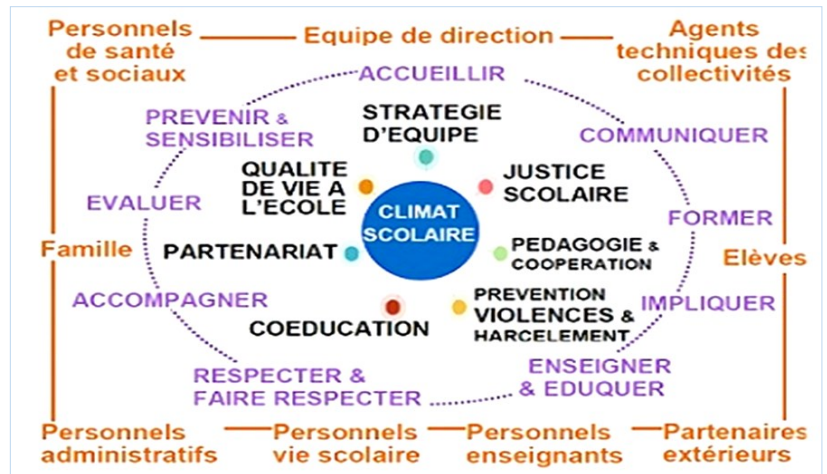 Personnels
de santé
et sociaux
Equipe de direction
Agents
techniques des
collectivités
ACCUEILLIR
PREVENIR &
SENSIBILISER
STRATEGIE
D'EQUIPE
COMMUNIQUER
QUALITE
DE VIE A
L'ECOLE
JUSTICE
SCOLAIRE
EVALUER
CLIMAT
SCOLAIRE
FORMER
Famille
PARTENARIAT
PEDAGOGIE &
COOPERATION
Elèves
ACCOMPAGNER
COEDUCATION
PREVENTION
VIOLENCES &
HARCELEMENT
IMPLIQUER
RESPECTER &
FAIRE RESPECTER
ENSEIGNER
& EDUQUER
Personnels
administratifs
Personnels
vie scolaire
Personnels
enseignants
Partenaires
extérieurs